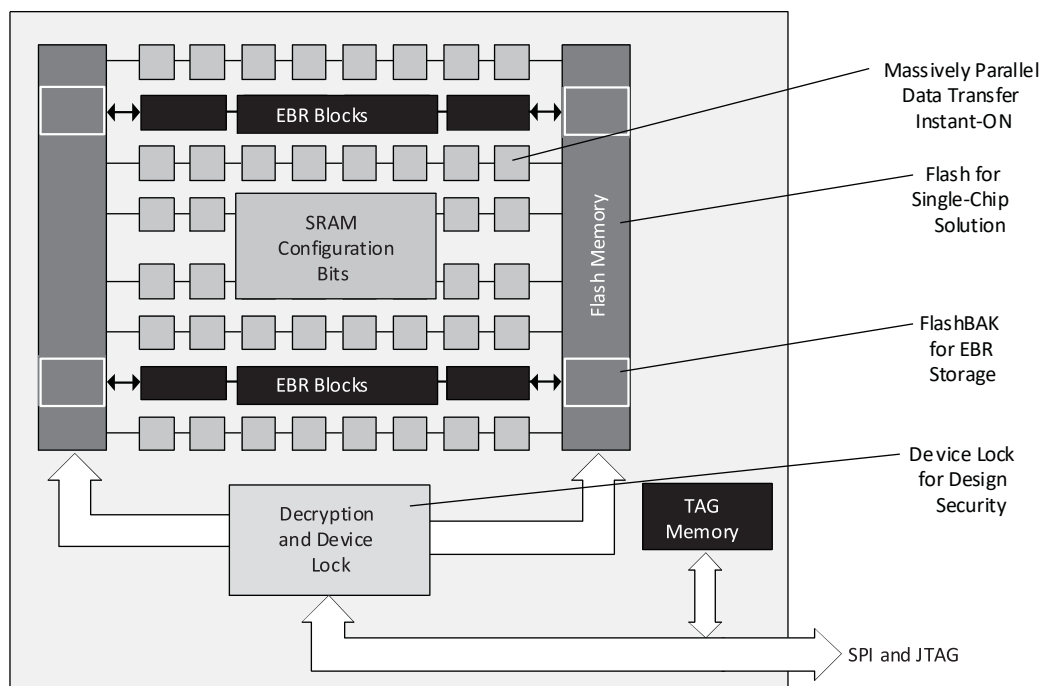 Massively Parallel
Data Transfer
Instant-ON
EBR Blocks
Flash for
Single-Chip
Solution
SRAM
Configuration
Bits
Flash Memory
FlashBAK
for EBR
Storage
EBR Blocks
Device Lock
for Design
Security
Decryption
and Device
Lock
TAG
Memory
SPI and JTAG